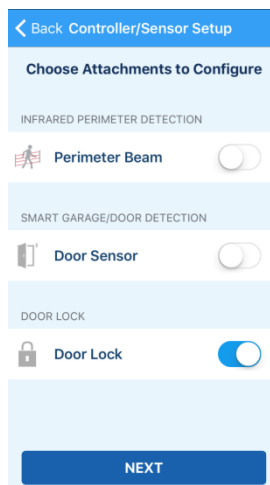 Back Controller/Sensor Setup
Choose Attachments to Configure
INFRARED PERIMETER DETECTION
Perimeter Beam
SMART GARAGE/DOOR DETECTION
Door Sensor
DOOR LOCK
Door Lock
NEXT